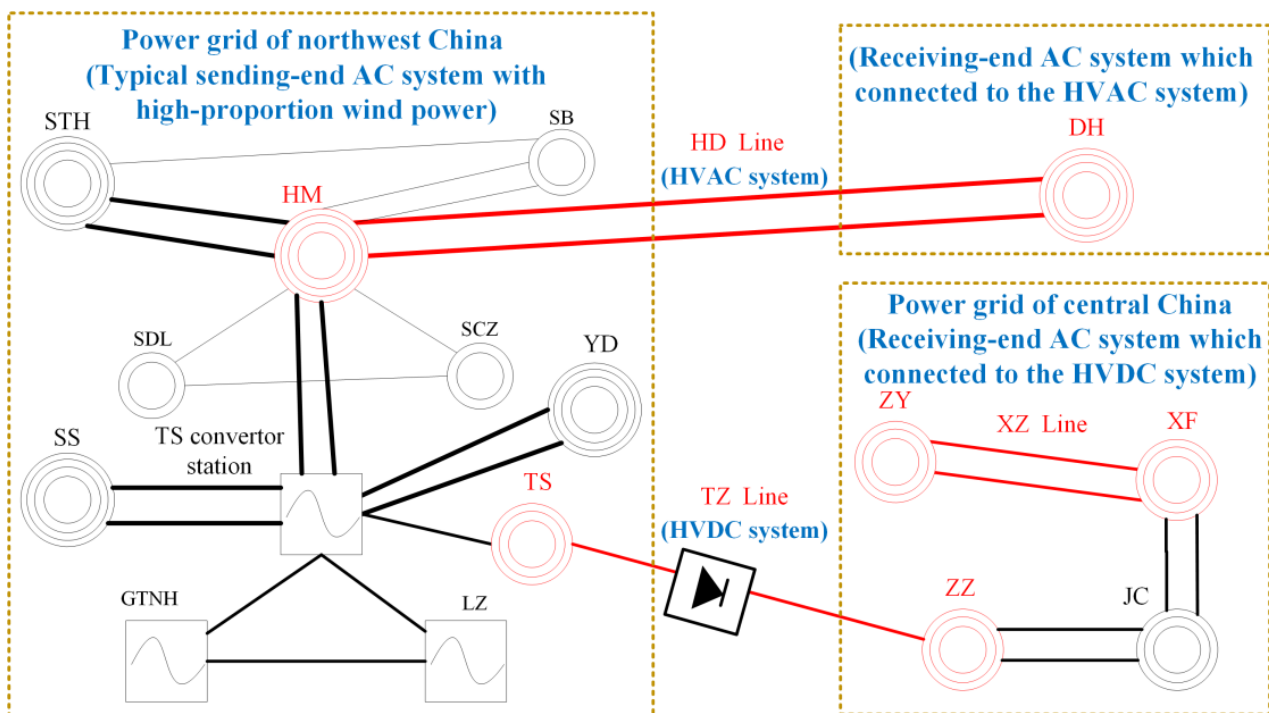 Power grid of northwest China
(Typical sending-end AC system with
high-proportion wind power)
STH
SB
HM
HD Line
(HVAC system)
(Receiving-end AC system which
connected to the HVAC system)
DH
SDL
SCZ
YD
SS
TS convertor
station
TS
GTNH
LZ
TZ Line
(HVDC system)
Power grid of central China
(Receiving-end AC system which
connected to the HVDC system)
ZY
XZ Line
XF
ZZ
JC